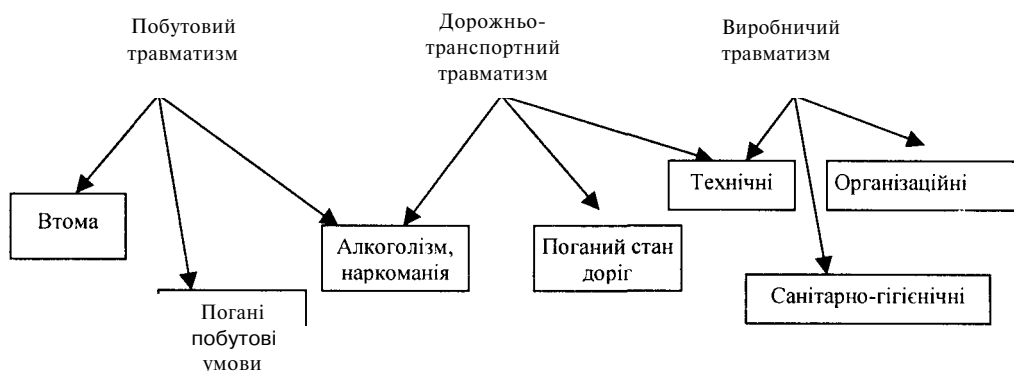 Побутовий
травматизм
Дорожньо-
транспортний
травматизм
Виробничий
травматизм
Втома
Погані
побутові
умови
Алкоголізм,
наркоманія
Поганий стан
доріг
Технічні
Організаційні
Санітарно-гігієнічні